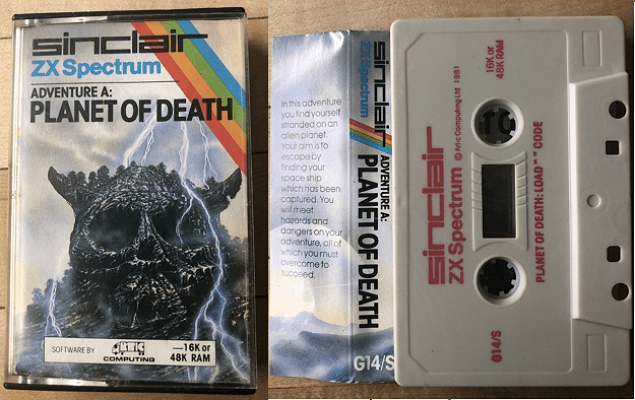 sinclair
ZX Spectrum
ADVENTURE A:
PLANET OF DEATH
SOFTWARE BY
ARTIC
COMPUTING
—16K or
48K RAM
In this adventure
you find yourself
stranded on an
alien planet.
Your aim is to
escape by
finding your
space ship
which has been
captured. You
will meet
hazards and
dangers on your
adventure, all of
which you must
overcome to
succeed.
sinclair
ZX Spectrum
ADVENTURE A:
PLANET OF DEATH
G14/S
sinclair
ZX Spectrum
© Artic Computing Ltd 1981
16K or
48K RAM
PLANET OF DEATH: LOAD " " CODE
G14/S